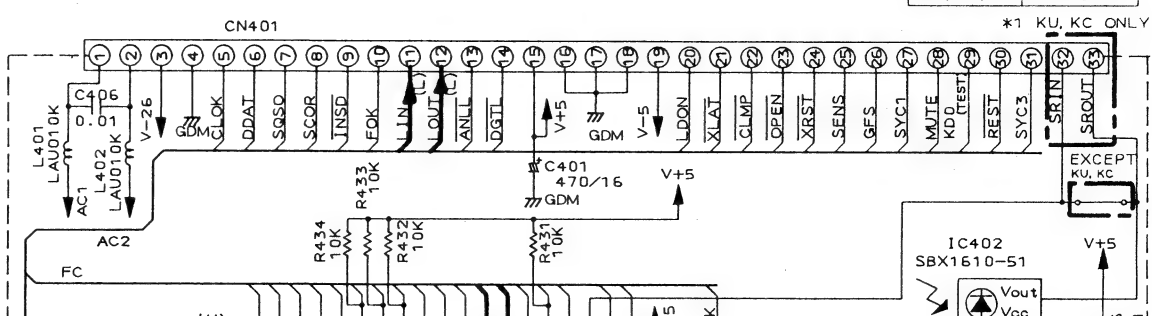 *1 KU, KC ONLY
CN401
1 2 3 4 5 6 7 8 9 10 11 12 13 14 15 16 17 18 19 20 21 22 23 24 25 26 27 28 29 30 31 32 33
C406
0.01
L401
LAU010K
L402
LAU010K
AC1
AC2
V-26
GDM
CLOK
DDAT
SQSO
SCOR
INSD
FOK
LIN
(L)
LOUT
(L)
ANLL
DGTL
V+5
GDM
V-5
LDON
XLAT
CLMP
OPEN
XRST
SENS
GFS
SYC1
MUTE
KDD
(TEST)
REST
SYC3
SRIN
SROUT
C401
470/16
GDM
EXCEPT
KU, KC
V+5
R433
10K
R434
10K
R432
10K
R431
10K
FC
IC402
SBX1610-51
V+5
Vout
Vcc